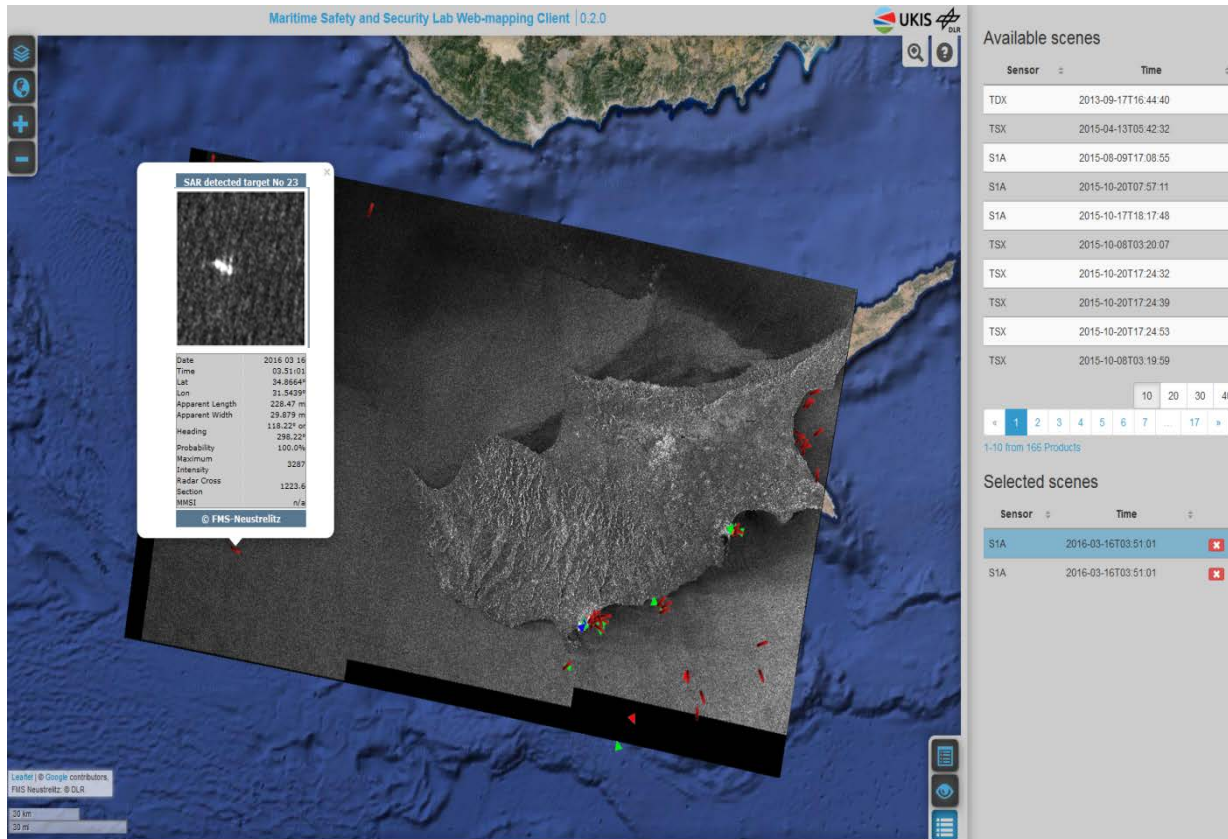 Maritime Safety and Security Lab Web-mapping Client | 0.2.0
UKIS
DLR
SAR detected target No 23
Date 2016 03 16
Time 03.51:01
Lat 34.8664°
Lon 31.5439°
Apparent Length 228.47 m
Apparent Width 29.879 m
Heading 118.22° or
298.22°
Probability 100.0%
Maximum
Intensity 3287
Radar Cross
Section 1223.6
MMSI n/a
© FMS-Neustrelitz
Leaflet | © Google contributors,
FMS Neustrelitz, © DLR
30 km
30 mi
Available scenes
Sensor Time
TDX 2013-09-17T16:44:40
TSX 2015-04-13T05:42:32
S1A 2015-08-09T17:08:55
S1A 2015-10-20T07:57:11
S1A 2015-10-17T18:17:48
TSX 2015-10-08T03:20:07
TSX 2015-10-20T17:24:32
TSX 2015-10-20T17:24:39
TSX 2015-10-20T17:24:53
TSX 2015-10-08T03:19:59
10 20 30
« 1 2 3 4 5 6 7 ... 17 »
1-10 from 166 Products
Selected scenes
Sensor Time
S1A 2016-03-16T03:51:01
S1A 2016-03-16T03:51:01